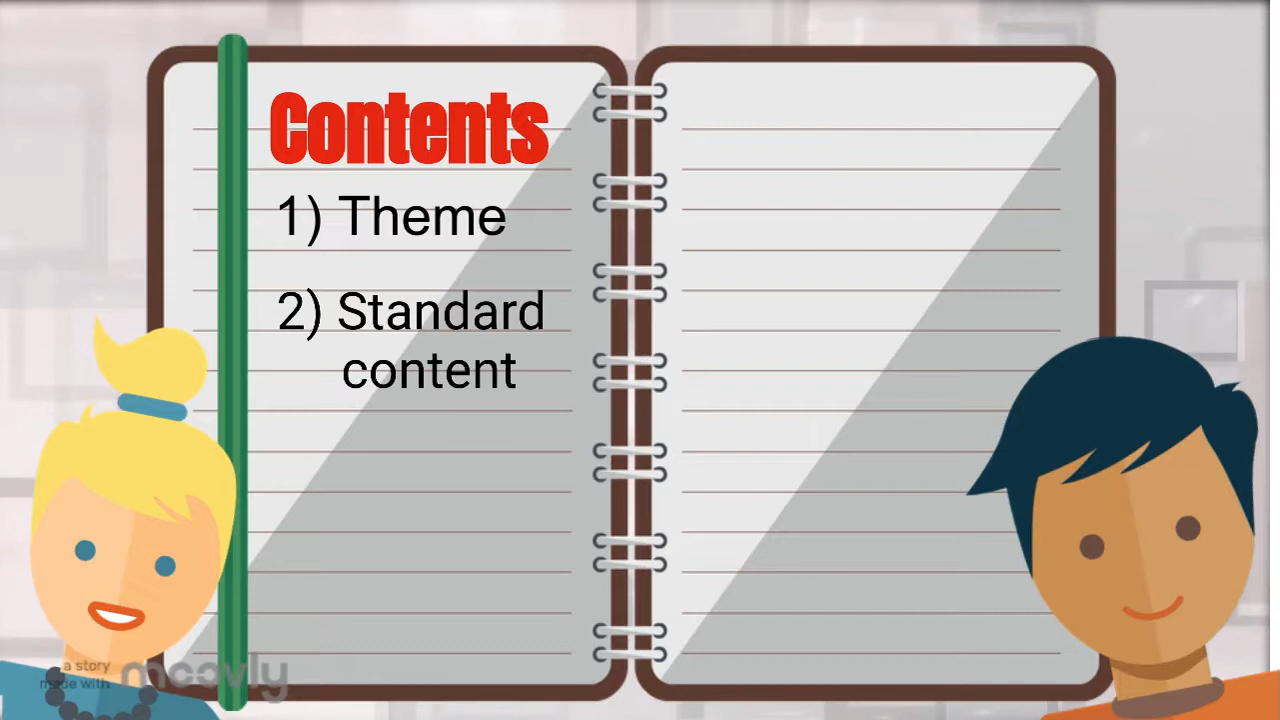 Contents
1) Theme
2) Standard
content
a story
made with moovly